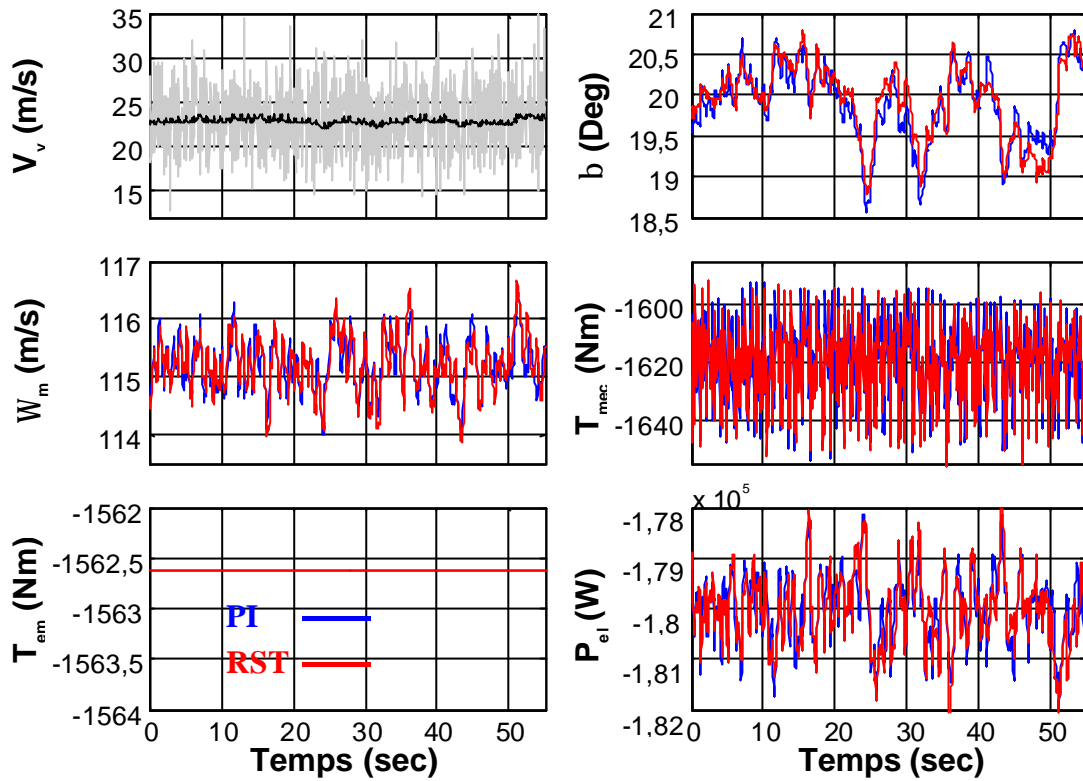 35
30
25
20
15
V_v (m/s)
21
20,5
20
19,5
19
18,5
b (Deg)
117
116
115
114
W_m (m/s)
-1600
-1620
-1640
T_mec (Nm)
-1562
-1562,5
-1563
-1563,5
-1564
T_em (Nm)
PI
RST
0 10 20 30 40 50
Temps (sec)
x 10^5
-1,78
-1,79
-1,8
-1,81
-1,82
P_el (W)
0 10 20 30 40 50
Temps (sec)